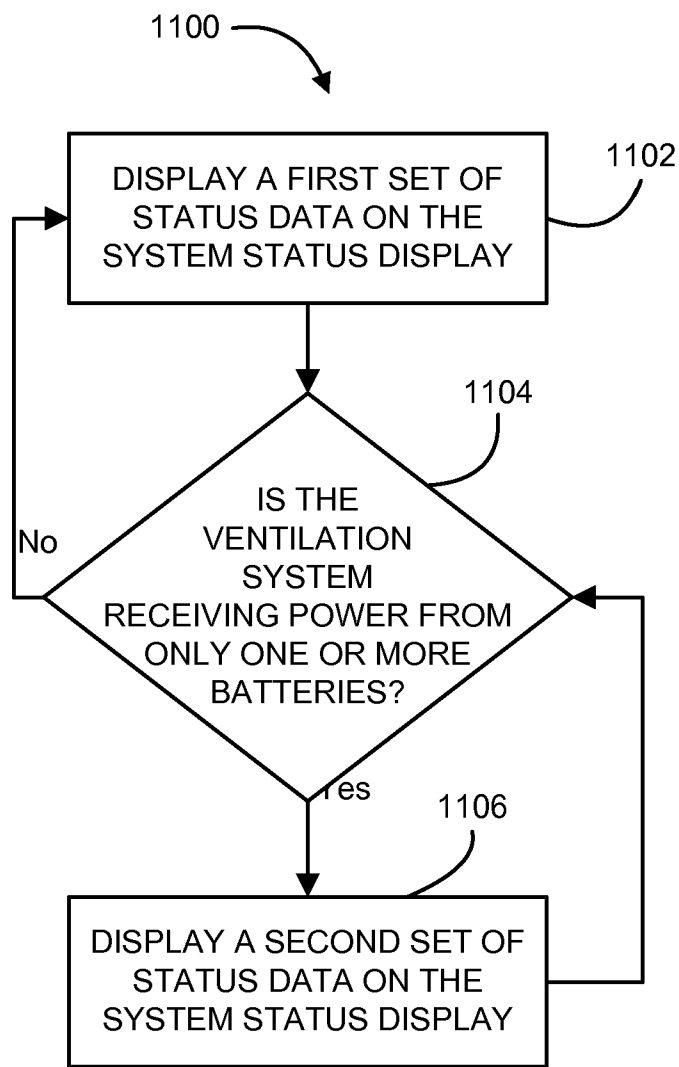 1100
1102
DISPLAY A FIRST SET OF
STATUS DATA ON THE
SYSTEM STATUS DISPLAY
1104
IS THE
VENTILATION
SYSTEM
RECEIVING POWER FROM
ONLY ONE OR MORE
BATTERIES?
No
Yes
1106
DISPLAY A SECOND SET OF
STATUS DATA ON THE
SYSTEM STATUS DISPLAY